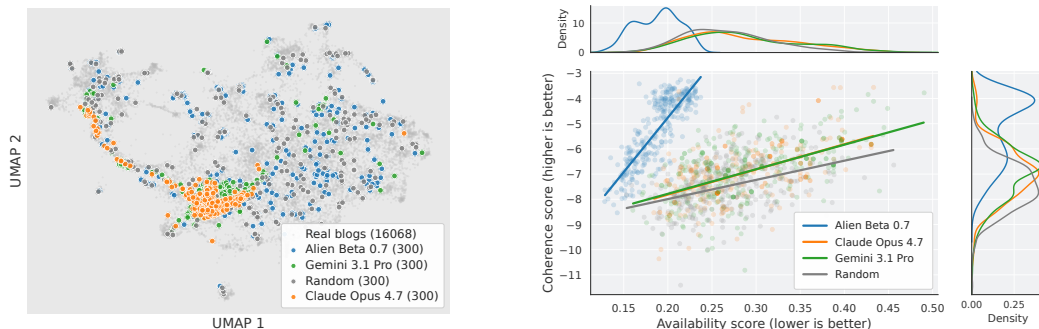 UMAP 2
UMAP 1
Real blogs (16068)
Alien Beta 0.7 (300)
Gemini 3.1 Pro (300)
Random (300)
Claude Opus 4.7 (300)
Density
10
0
Coherence score (higher is better)
−3
−4
−5
−6
−7
−8
−9
−10
−11
Alien Beta 0.7
Claude Opus 4.7
Gemini 3.1 Pro
Random
0.15 0.20 0.25 0.30 0.35 0.40 0.45 0.50
Availability score (lower is better)
0.00 0.25
Density